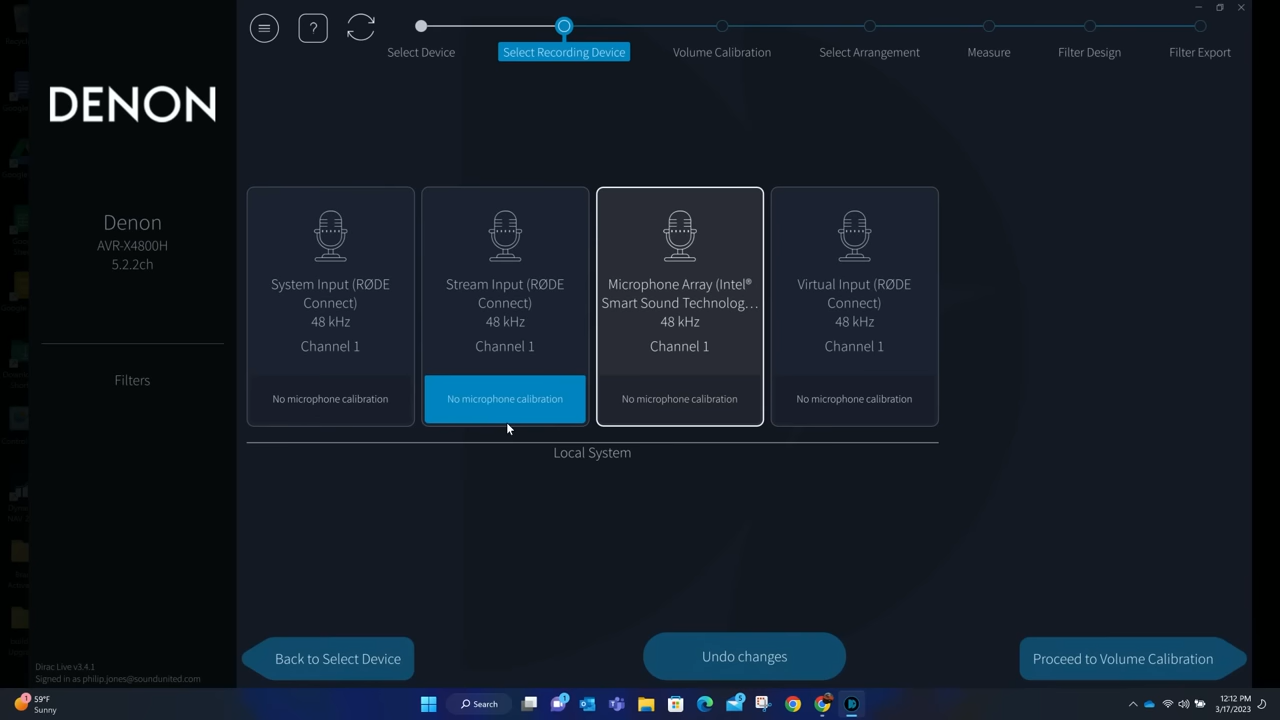 ?
Select Device
Select Recording Device
Volume Calibration
Select Arrangement
Measure
Filter Design
Filter Export
DENON
Denon
AVR-X4800H
5.2.2ch
Filters
System Input (RØDE
Connect)
48 kHz
Channel 1
No microphone calibration
Stream Input (RØDE
Connect)
48 kHz
Channel 1
No microphone calibration
Microphone Array (Intel®
Smart Sound Technolog...
48 kHz
Channel 1
No microphone calibration
Virtual Input (RØDE
Connect)
48 kHz
Channel 1
No microphone calibration
Local System
Back to Select Device
Undo changes
Proceed to Volume Calibration
Dirac Live v3.4.1
Signed in as philip.jones@soundunited.com
1
59°F
Sunny
Search
1
5
12:12 PM
3/17/2023